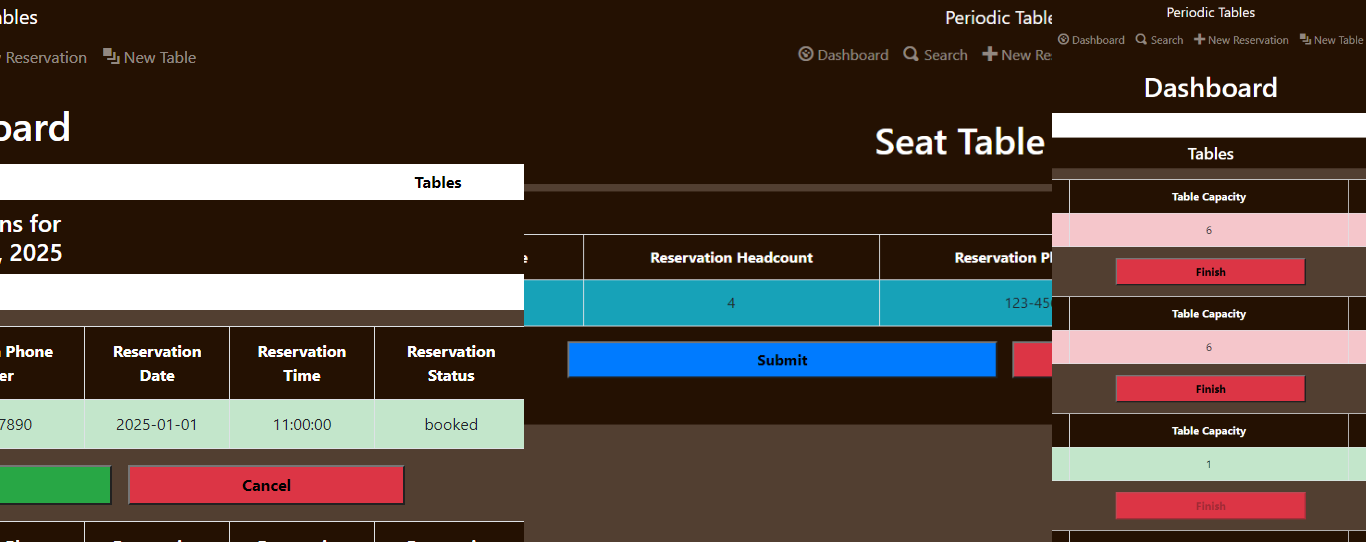 ables
Reservation New Table
oard
Tables
ns for
, 2025
Phone
er
Reservation
Date
Reservation
Time
Reservation
Status
7890
2025-01-01
11:00:00
booked
Cancel
Periodic Table
Dashboard Search New Re
Seat Table
Reservation Headcount
Reservation Pl
4
123-450
Submit
Periodic Tables
Dashboard Search New Reservation New Table
Dashboard
Tables
Table Capacity
6
Finish
Table Capacity
6
Finish
Table Capacity
1
Finish